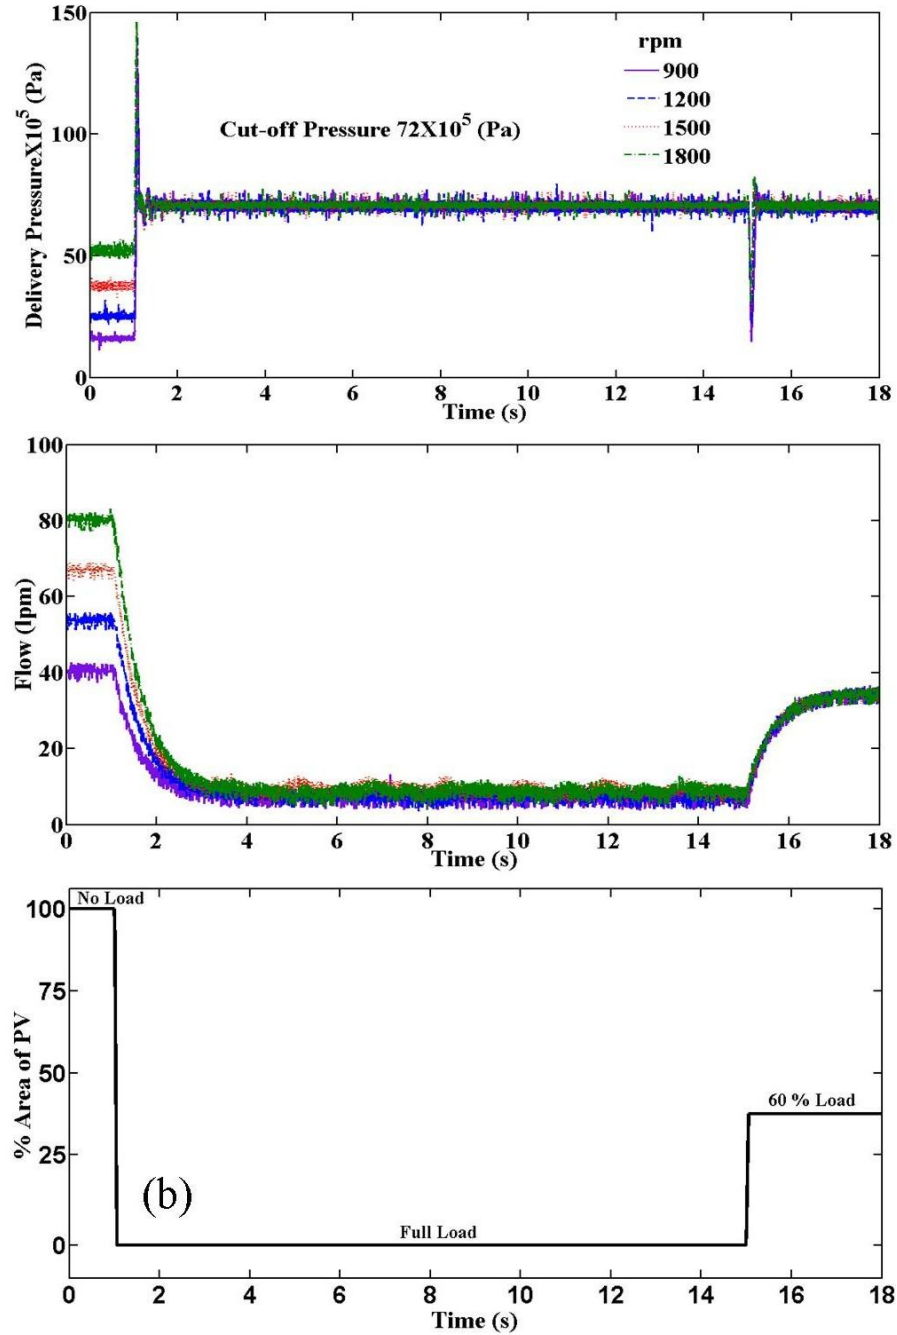 150
100
50
0
Delivery PressureX10^5 (Pa)
rpm
900
1200
1500
1800
Cut-off Pressure 72X10^5 (Pa)
0 2 4 6 8 10 12 14 16 18
Time (s)
100
80
60
40
20
0
Flow (lpm)
0 2 4 6 8 10 12 14 16 18
Time (s)
100
75
50
25
0
% Area of PV
No Load
60 % Load
(b)
Full Load
0 2 4 6 8 10 12 14 16 18
Time (s)